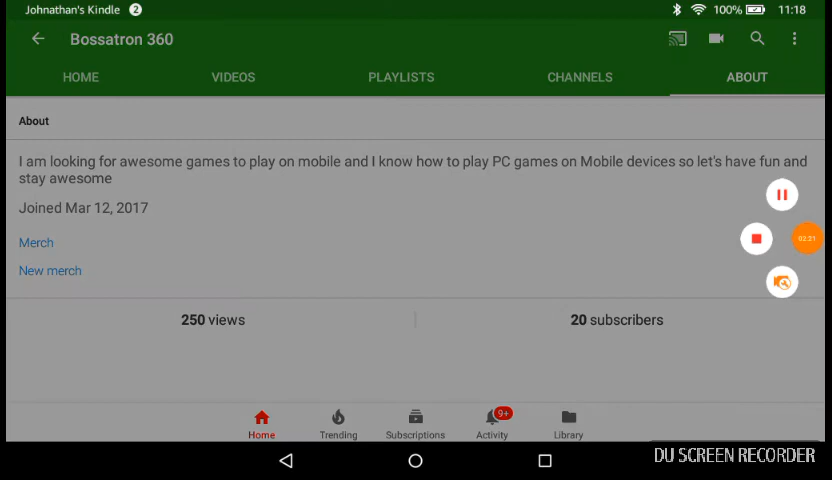 Johnathan's Kindle 2 100% 11:18
Bossatron 360
HOME VIDEOS PLAYLISTS CHANNELS ABOUT
About
I am looking for awesome games to play on mobile and I know how to play PC games on Mobile devices so let's have fun and
stay awesome
Joined Mar 12, 2017
02:21
Merch
New merch
250 views 20 subscribers
9+
Home Trending Subscriptions Activity Library
DU SCREEN RECORDER